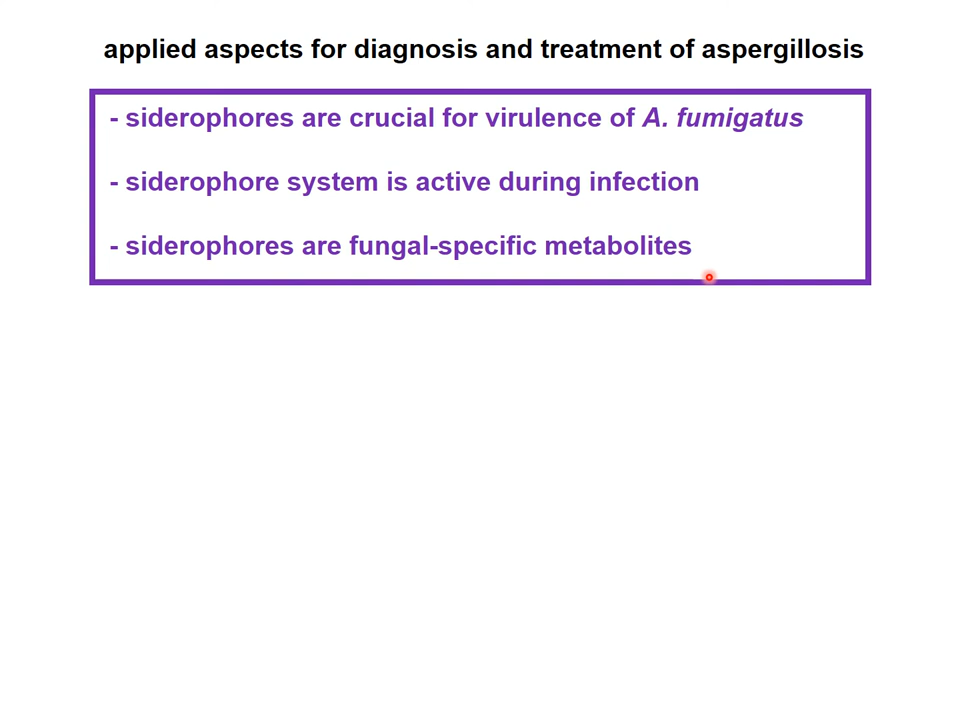 applied aspects for diagnosis and treatment of aspergillosis
- siderophores are crucial for virulence of A. fumigatus
- siderophore system is active during infection
- siderophores are fungal-specific metabolites